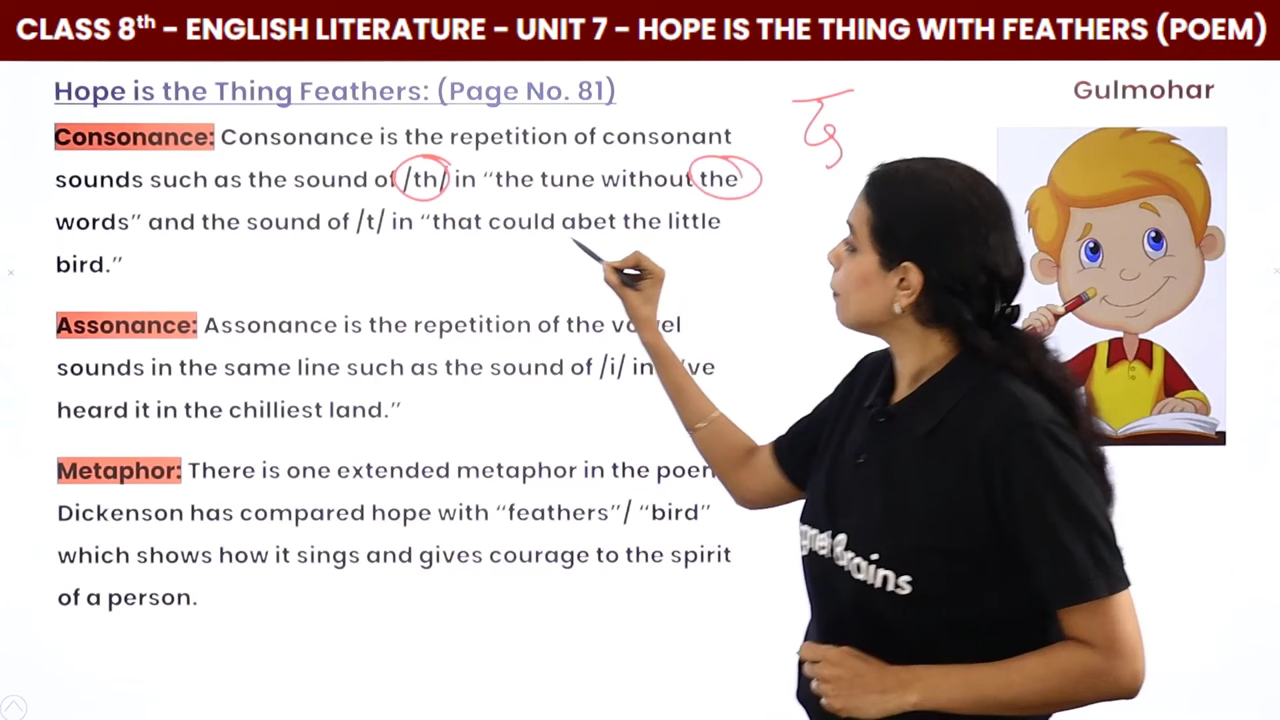 CLASS 8th – ENGLISH LITERATURE – UNIT 7 – HOPE IS THE THING WITH FEATHERS (POEM)
Hope is the Thing Feathers: (Page No. 81)
Gulmohar
Consonance: Consonance is the repetition of consonant
sounds such as the sound of /th/ in “the tune without the
words” and the sound of /t/ in “that could abet the little
bird.”
Assonance: Assonance is the repetition of the vowel
sounds in the same line such as the sound of /i/ in
heard it in the chilliest land.”
Metaphor: There is one extended metaphor in the poem
Dickenson has compared hope with “feathers”/ “bird”
which shows how it sings and gives courage to the spirit
of a person.
Brains